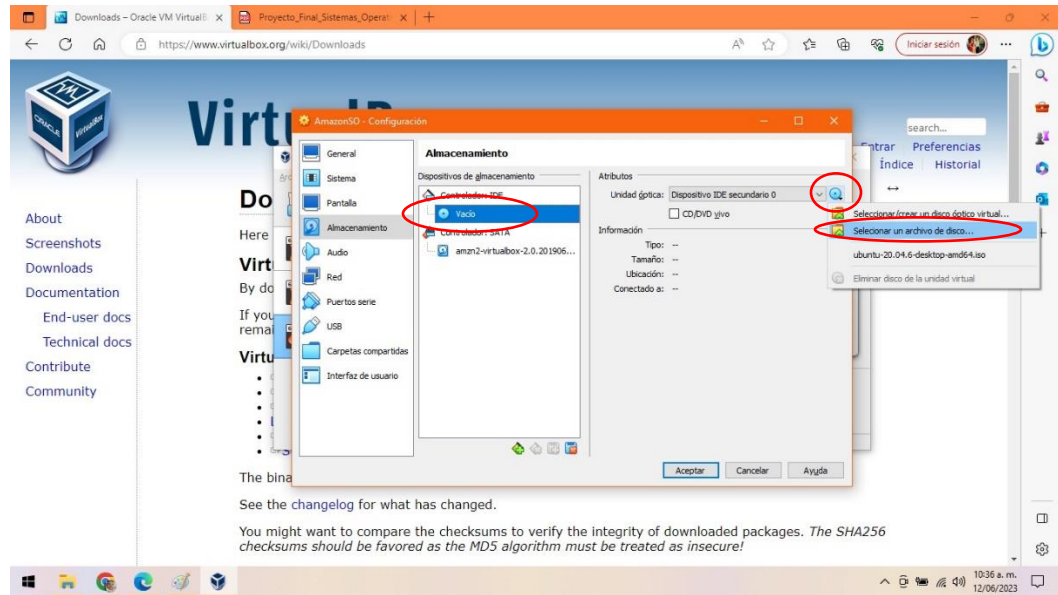 Downloads – Oracle VM VirtualB
Proyecto_Final_Sistemas_Operati
https://www.virtualbox.org/wiki/Downloads
Iniciar sesión
ORACLE
VirtualBox
Virt
search...
Preferencias
Índice Historial
AmazonSO - Configuración
General
Sistema
Pantalla
Almacenamiento
Audio
Red
Puertos serie
USB
Carpetas compartidas
Interfaz de usuario
Almacenamiento
Dispositivos de almacenamiento
Controlador: IDE
Vacío
Controlador: SATA
amzn2-virtualbox-2.0.201906...
Atributos
Unidad óptica: Dispositivo IDE secundario 0
CD/DVD vivo
Información
Tipo: --
Tamaño: --
Ubicación: --
Conectado a: --
Seleccionar/crear un disco óptico virtual...
Selecionar un archivo de disco...
ubuntu-20.04.6-desktop-amd64.iso
Eliminar disco de la unidad virtual
Aceptar
Cancelar
Ayuda
About
Screenshots
Downloads
Documentation
End-user docs
Technical docs
Contribute
Community
Do
Here
Virt
By do
If you
remai
Virtu
The bina
See the changelog for what has changed.
You might want to compare the checksums to verify the integrity of downloaded packages. The SHA256
checksums should be favored as the MD5 algorithm must be treated as insecure!
10:36 a. m.
12/06/2023